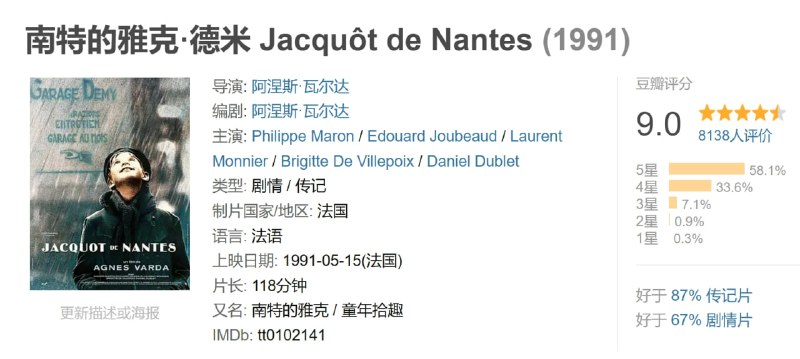 南特的雅克·德米 Jacquôt de Nantes (1991)
GARAGE DEMY
ENTRETIEN
GARAGE AU MOIS
JACQUOT DE NANTES
AGNES VARDA
更新描述或海报
导演: 阿涅斯·瓦尔达
编剧: 阿涅斯·瓦尔达
主演: Philippe Maron / Edouard Joubeaud / Laurent
Monnier / Brigitte De Villepoix / Daniel Dublet
类型: 剧情 / 传记
制片国家/地区: 法国
语言: 法语
上映日期: 1991-05-15(法国)
片长: 118分钟
又名: 南特的雅克 / 童年拾趣
IMDb: tt0102141
豆瓣评分
9.0
8138人评价
5星 58.1%
4星 33.6%
3星 7.1%
2星 0.9%
1星 0.3%
好于 87% 传记片
好于 67% 剧情片